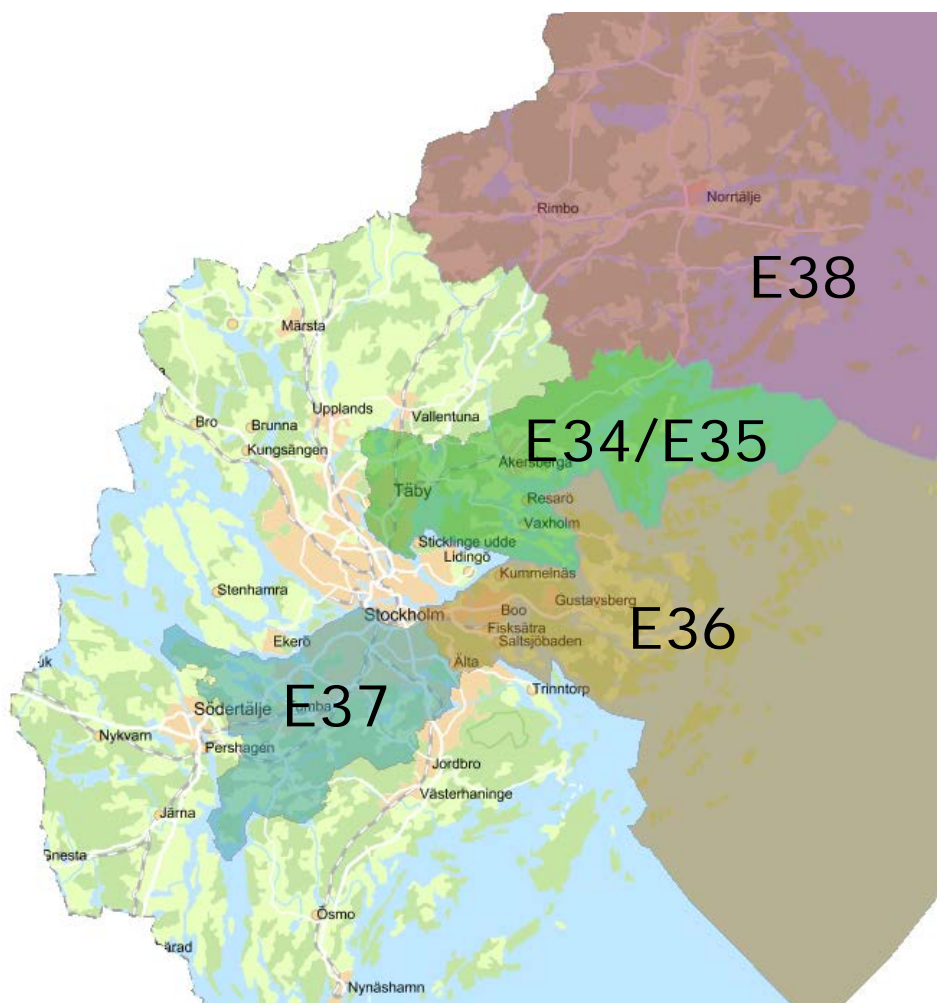 Norrtälje
Rimbo
E38
Märsta
Upplands
Vallentuna
Bro
Brunna
Kungsängen
E34/E35
Åkersberga
Täby
Resarö
Vaxholm
Sticklinge udde
Lidingö
Kummelnäs
Stenhamra
Gustavsberg
Boo
Stockholm
Fisksätra
E36
Saltsjöbaden
Ekerö
Älta
Trinntorp
E37
Södertälje
Nykvarn
Pershagen
Jordbro
Västerhaninge
Järna
Gnesta
Ösmo
Nynäshamn